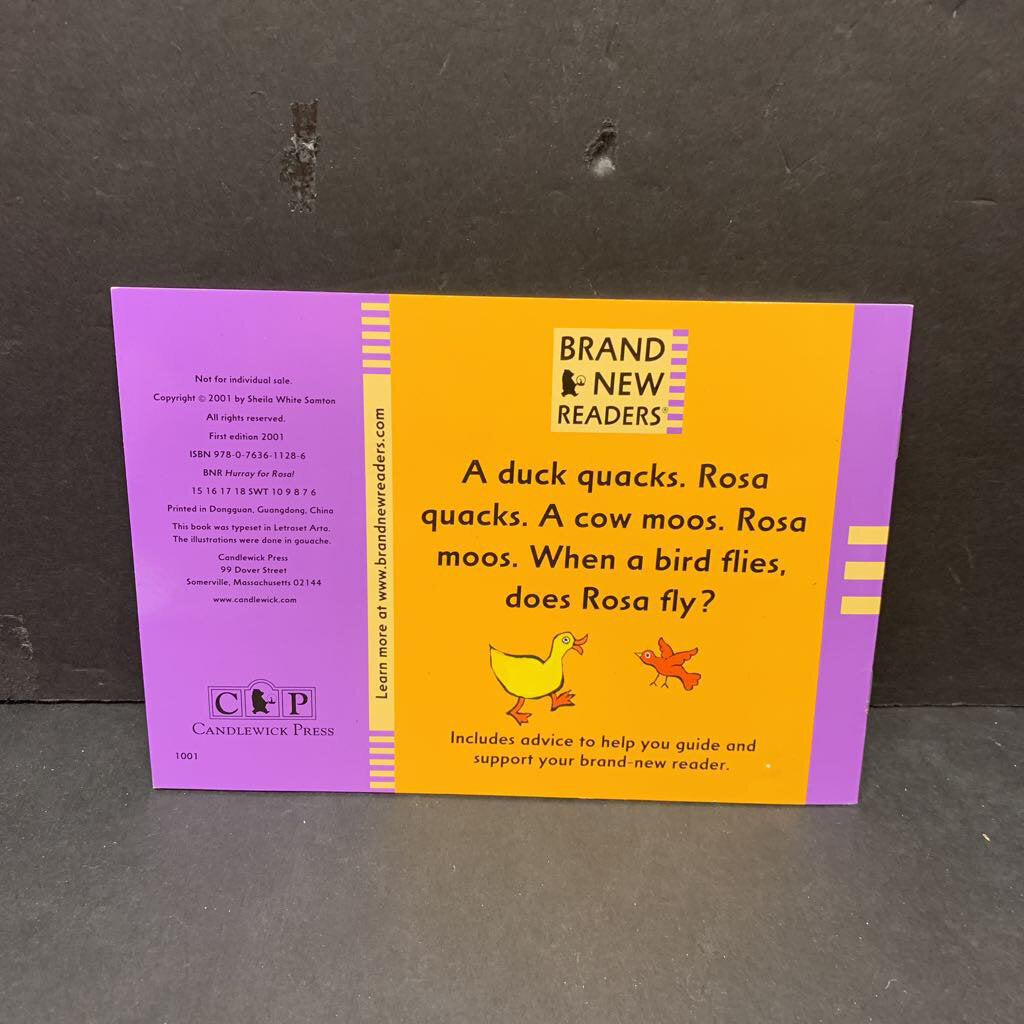 Not for individual sale.
Copyright © 2001 by Sheila White Samton
All rights reserved.
First edition 2001
ISBN 978-0-7636-1128-6
BNR Hurray for Rosa!
15 16 17 18 SWT 10 9 8 7 6
Printed in Dongguan, Guangdong, China
This book was typeset in Letraset Arta.
The illustrations were done in gouache.
Candlewick Press
99 Dover Street
Somerville, Massachusetts 02144
www.candlewick.com
C P
CANDLEWICK PRESS
1001
Learn more at www.brandnewreaders.com
BRAND
NEW
READERS®
A duck quacks. Rosa
quacks. A cow moos. Rosa
moos. When a bird flies,
does Rosa fly?
Includes advice to help you guide and
support your brand-new reader.